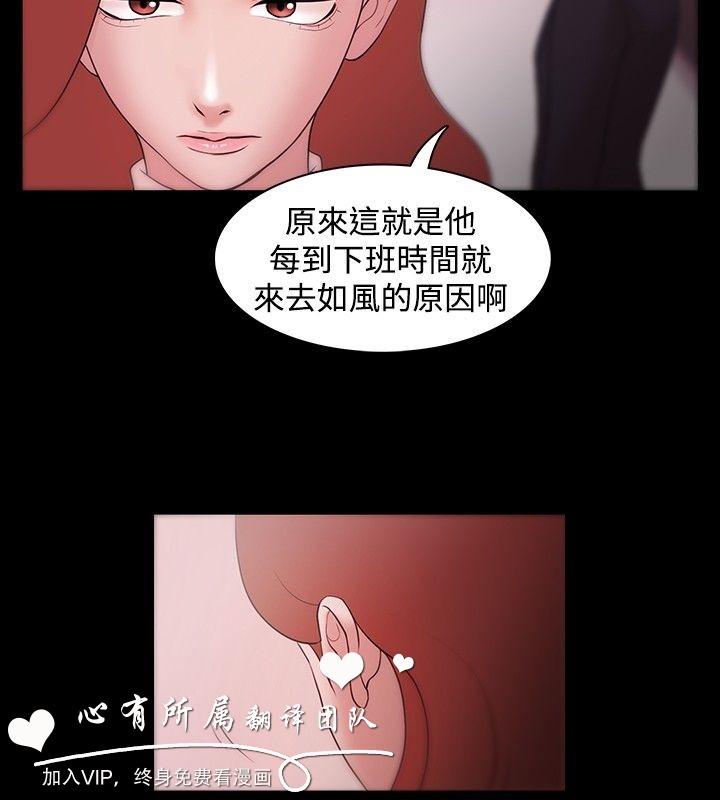 原來這就是他
每到下班時間就
來去如風的原因啊
心有所属翻译团队
加入VIP，终身免费看漫画